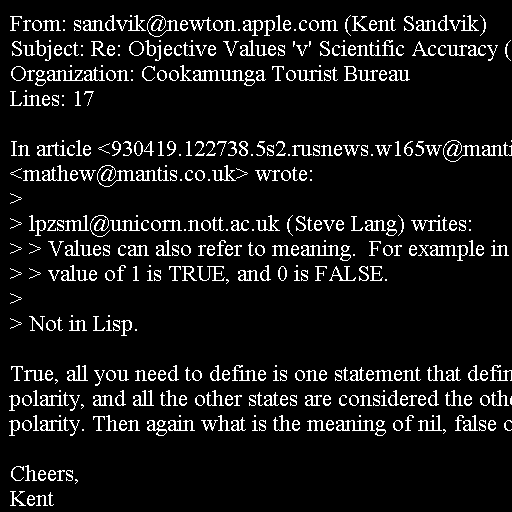 From: sandvik@newton.apple.com (Kent Sandvik)
Subject: Re: Objective Values 'v' Scientific Accuracy (
Organization: Cookamunga Tourist Bureau
Lines: 17

In article <930419.122738.5s2.rusnews.w165w@manti
<mathew@mantis.co.uk> wrote:
>
> lpzsml@unicorn.nott.ac.uk (Steve Lang) writes:
> > Values can also refer to meaning.  For example in
> > value of 1 is TRUE, and 0 is FALSE.
>
> Not in Lisp.

True, all you need to define is one statement that defin
polarity, and all the other states are considered the oth
polarity. Then again what is the meaning of nil, false o

Cheers,
Kent